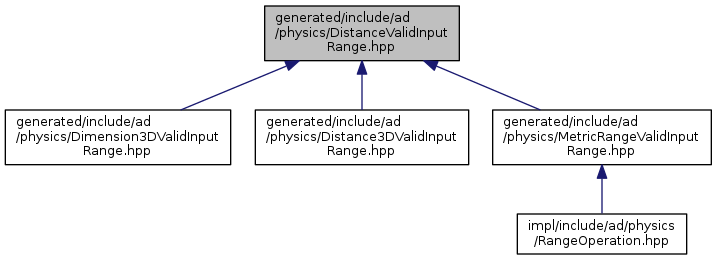 generated/include/ad
/physics/DistanceValidInput
Range.hpp
generated/include/ad
/physics/Dimension3DValidInput
Range.hpp
generated/include/ad
/physics/Distance3DValidInput
Range.hpp
generated/include/ad
/physics/MetricRangeValidInput
Range.hpp
impl/include/ad/physics
/RangeOperation.hpp